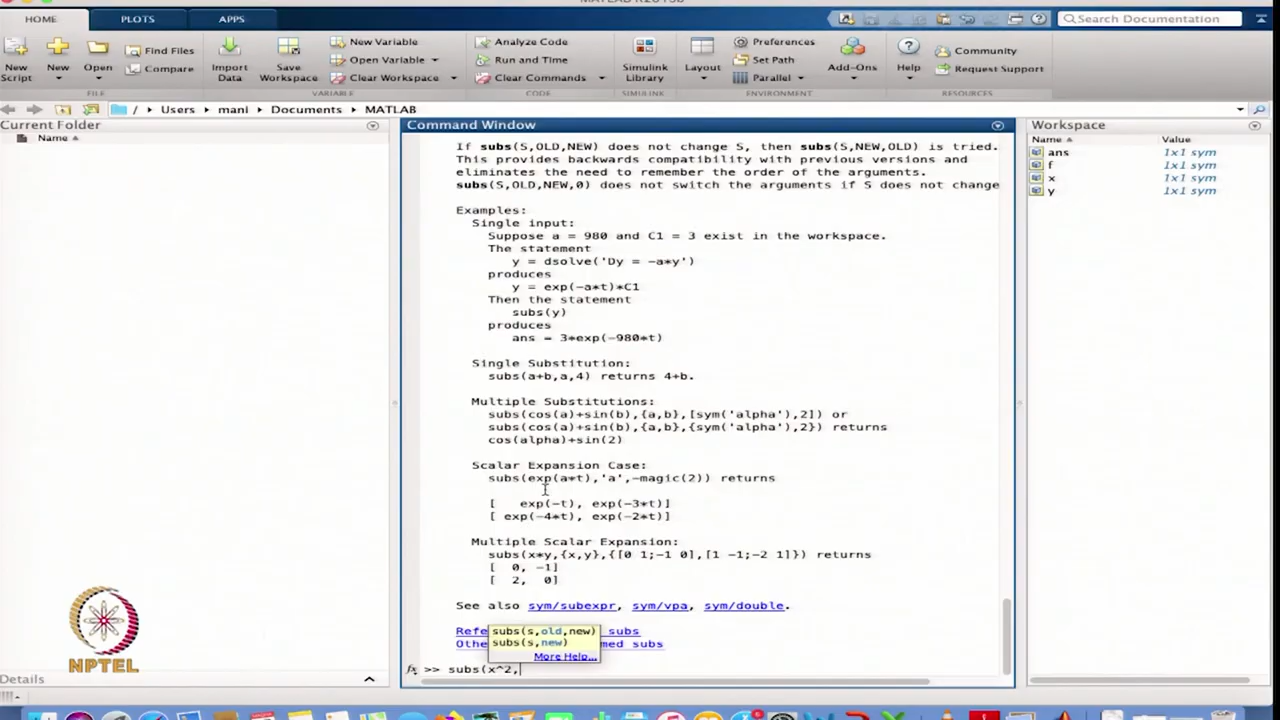 HOME
PLOTS
APPS
Search Documentation
New Script
New
Open
Find Files
Compare
Import Data
Save Workspace
New Variable
Open Variable
Clear Workspace
Analyze Code
Run and Time
Clear Commands
Simulink Library
Layout
Preferences
Set Path
Parallel
Add-Ons
Help
Community
Request Support
FILE
VARIABLE
CODE
SIMULINK
ENVIRONMENT
RESOURCES
/ Users mani Documents MATLAB
Current Folder
Name
Command Window
If subs(S,OLD,NEW) does not change S, then subs(S,NEW,OLD) is tried.
This provides backwards compatibility with previous versions and
eliminates the need to remember the order of the arguments.
subs(S,OLD,NEW,0) does not switch the arguments if S does not change
Examples:
Single input:
Suppose a = 980 and C1 = 3 exist in the workspace.
The statement
y = dsolve('Dy = -a*y')
produces
y = exp(-a*t)*C1
Then the statement
subs(y)
produces
ans = 3*exp(-980*t)
Single Substitution:
subs(a+b,a,4) returns 4+b.
Multiple Substitutions:
subs(cos(a)+sin(b),{a,b},[sym('alpha'),2]) or
subs(cos(a)+sin(b),{a,b},{sym('alpha'),2}) returns
cos(alpha)+sin(2)
Scalar Expansion Case:
subs(exp(a*t),'a',-magic(2)) returns
[ exp(-t), exp(-3*t)]
[ exp(-4*t), exp(-2*t)]
Multiple Scalar Expansion:
subs(x*y,{x,y},{[0 1;-1 0],[1 -1;-2 1]}) returns
[ 0, -1]
[ 2, 0]
See also sym/subexpr, sym/vpa, sym/double.
Refe subs
Othe med subs
subs(s,old,new)
subs(s,new)
More Help...
fx >> subs(x^2,
Workspace
Name Value
ans 1x1 sym
f 1x1 sym
x 1x1 sym
y 1x1 sym
NPTEL
Details